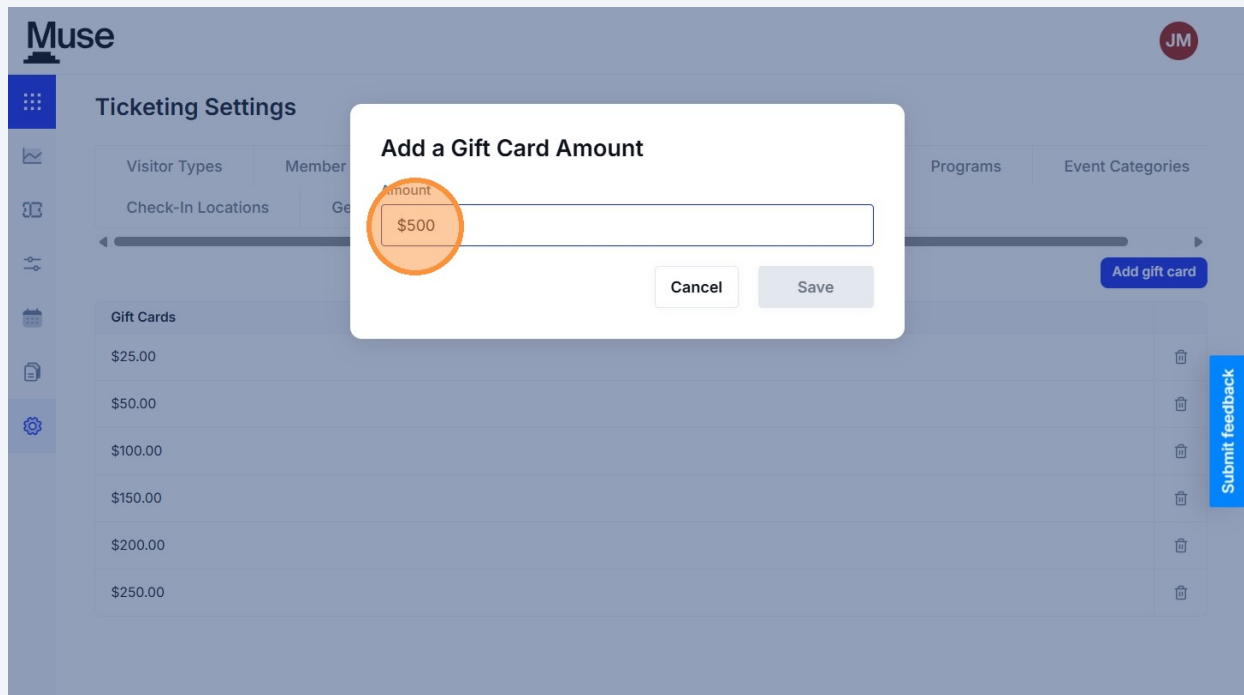 Muse
JM
Ticketing Settings
Visitor Types
Member
Programs
Event Categories
Check-In Locations
Add a Gift Card Amount
Amount
$500
Cancel
Save
Add gift card
Gift Cards
$25.00
$50.00
$100.00
$150.00
$200.00
$250.00
Submit feedback